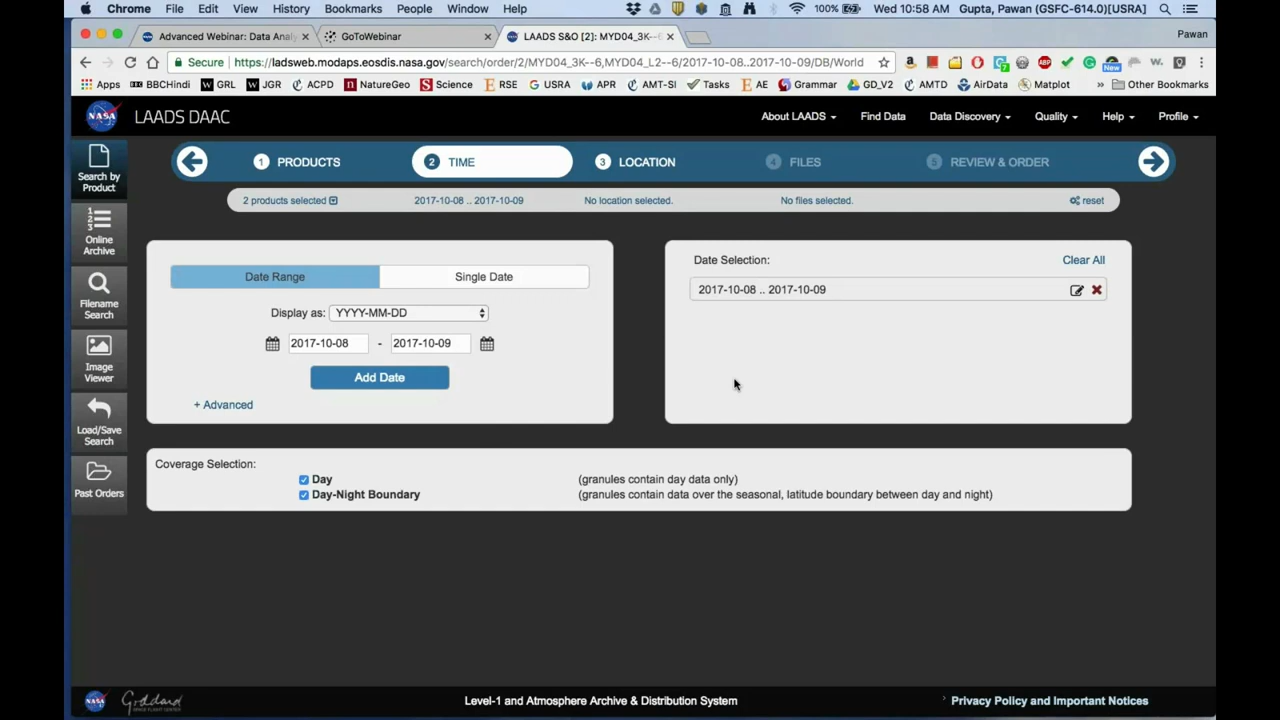 Chrome File Edit View History Bookmarks People Window Help 100% Wed 10:58 AM Gupta, Pawan (GSFC-614.0)[USRA]
Advanced Webinar: Data Analy GoToWebinar LAADS S&O [2]: MYD04_3K--6 Pawan
Secure https://ladsweb.modaps.eosdis.nasa.gov/search/order/2/MYD04_3K--6,MYD04_L2--6/2017-10-08..2017-10-09/DB/World
Apps BBCHindi GRL JGR ACPD NatureGeo AMT-SI Science RSE USRA APR AMT-SI Tasks AE Grammar GD_V2 AMTD AirData Matplot » Other Bookmarks
NASA LAADS DAAC About LAADS Find Data Data Discovery Quality Help Profile
Search by Product
1 PRODUCTS 2 TIME 3 LOCATION 4 FILES 5 REVIEW & ORDER
2 products selected 2017-10-08 .. 2017-10-09 No location selected. No files selected. reset
Online Archive
Filename Search
Image Viewer
Load/Save Search
Past Orders
Date Range Single Date
Display as: YYYY-MM-DD
2017-10-08 - 2017-10-09
Add Date
+ Advanced
Date Selection: Clear All
2017-10-08 .. 2017-10-09
Coverage Selection:
Day (granules contain day data only)
Day-Night Boundary (granules contain data over the seasonal, latitude boundary between day and night)
NASA Goddard SPACE FLIGHT CENTER Level-1 and Atmosphere Archive & Distribution System Privacy Policy and Important Notices